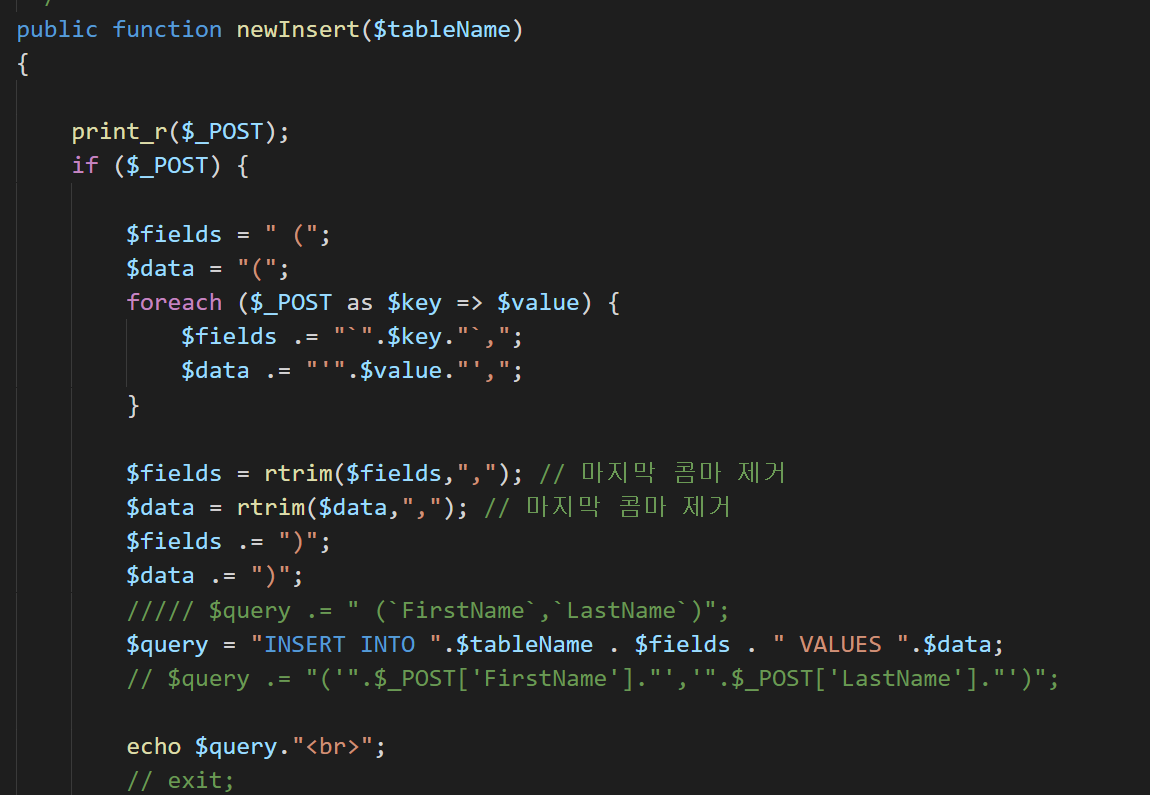 /
public function newInsert($tableName)
{
print_r($_POST);
if ($_POST) {
$fields = " (";
$data = "(";
foreach ($_POST as $key => $value) {
$fields .= "`".$key."`,";
$data .= "'".$value."',";
}
$fields = rtrim($fields,","); // 마지막 콤마 제거
$data = rtrim($data,","); // 마지막 콤마 제거
$fields .= ")";
$data .= ")";
///// $query .= " (`FirstName`,`LastName`)";
$query = "INSERT INTO ".$tableName . $fields . " VALUES ".$data;
// $query .= "('".$_POST['FirstName']."','".$_POST['LastName']."')";
echo $query."<br>";
// exit;